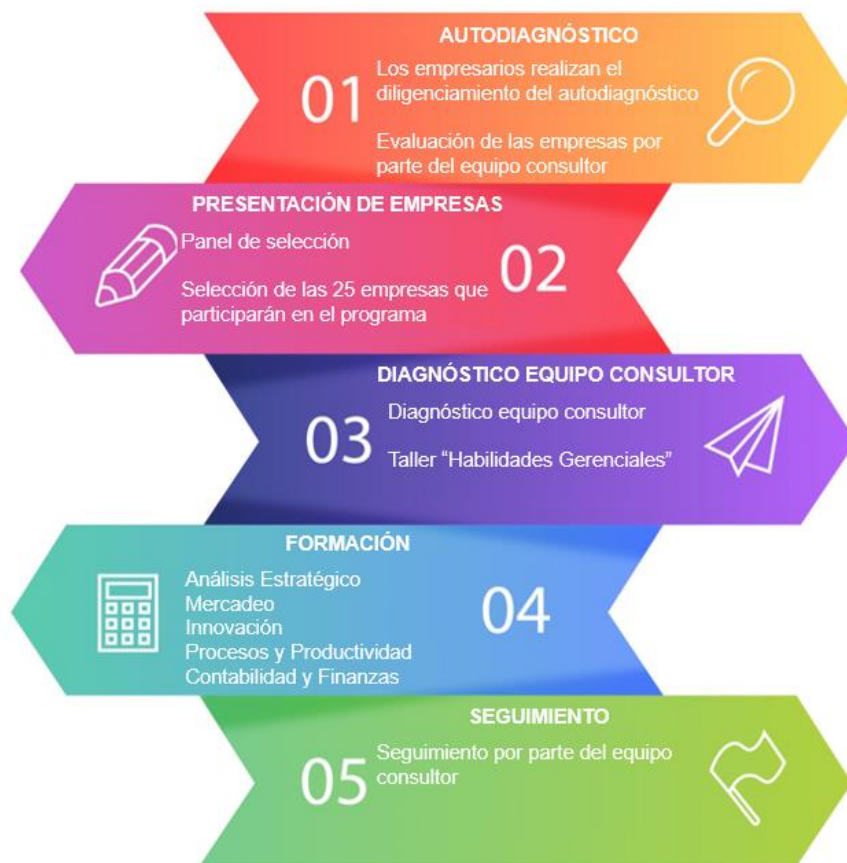 AUTODIAGNÓSTICO
01
Los empresarios realizan el
diligenciamiento del autodiagnóstico
Evaluación de las empresas por
parte del equipo consultor
PRESENTACIÓN DE EMPRESAS
Panel de selección
02
Selección de las 25 empresas que
participarán en el programa
DIAGNÓSTICO EQUIPO CONSULTOR
03
Diagnóstico equipo consultor
Taller “Habilidades Gerenciales”
FORMACIÓN
Análisis Estratégico
Mercadeo
Innovación
Procesos y Productividad
Contabilidad y Finanzas
04
SEGUIMIENTO
05
Seguimiento por parte del equipo
consultor